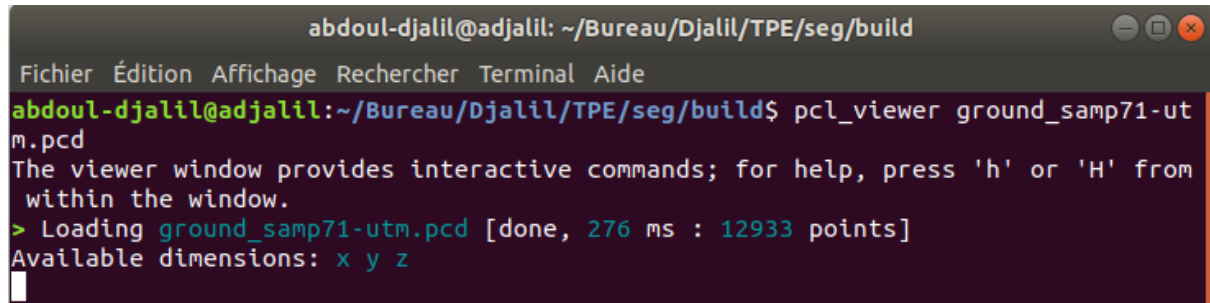 abdoul-djalil@adjalil: ~/Bureau/Djalil/TPE/seg/build
Fichier Édition Affichage Rechercher Terminal Aide
abdoul-djalil@adjalil:~/Bureau/Djalil/TPE/seg/build$ pcl_viewer ground_samp71-ut
m.pcd
The viewer window provides interactive commands; for help, press 'h' or 'H' from
 within the window.
> Loading ground_samp71-utm.pcd [done, 276 ms : 12933 points]
Available dimensions: x y z